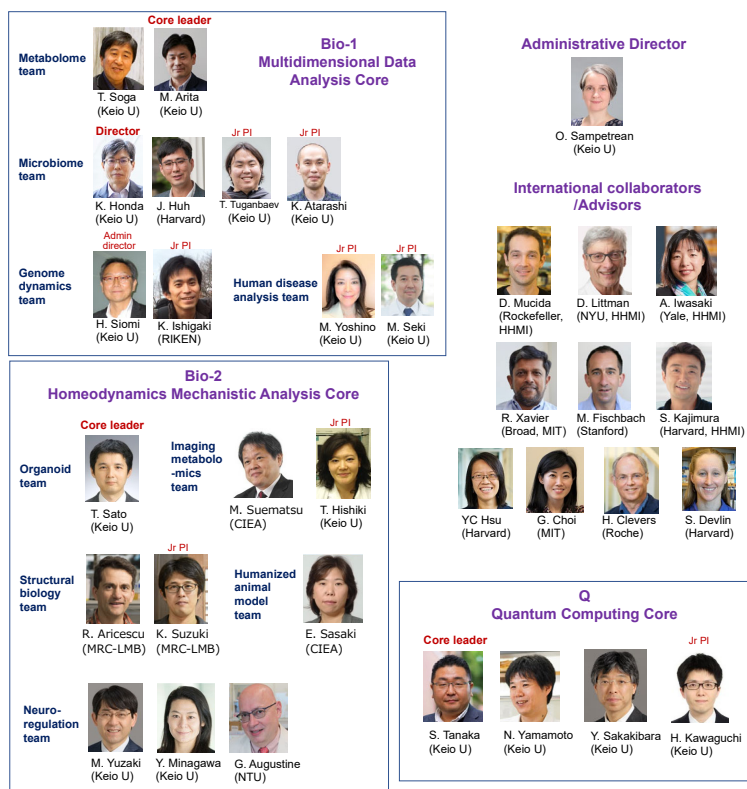 Bio-1
Multidimensional Data
Analysis Core
Metabolome
team
Core leader
T. Soga
(Keio U)
M. Arita
(Keio U)
Microbiome
team
Director
K. Honda
(Keio U)
J. Huh
(Harvard)
Jr PI
T. Tuganbaev
(Keio U)
Jr PI
K. Atarashi
(Keio U)
Genome
dynamics
team
Admin
director
H. Siomi
(Keio U)
Jr PI
K. Ishigaki
(RIKEN)
Human disease
analysis team
Jr PI
M. Yoshino
(Keio U)
Jr PI
M. Seki
(Keio U)
Administrative Director
O. Sampetrean
(Keio U)
International collaborators
/Advisors
D. Mucida
(Rockefeller,
HHMI)
D. Littman
(NYU, HHMI)
A. Iwasaki
(Yale, HHMI)
R. Xavier
(Broad, MIT)
M. Fischbach
(Stanford)
S. Kajimura
(Harvard, HHMI)
YC Hsu
(Harvard)
G. Choi
(MIT)
H. Clevers
(Roche)
S. Devlin
(Harvard)
Bio-2
Homeodynamics Mechanistic Analysis Core
Organoid
team
Core leader
T. Sato
(Keio U)
Imaging
metabolo
-mics
team
M. Suematsu
(CIEA)
Jr PI
T. Hishiki
(Keio U)
Structural
biology
team
R. Aricescu
(MRC-LMB)
Jr PI
K. Suzuki
(MRC-LMB)
Humanized
animal
model
team
E. Sasaki
(CIEA)
Neuro-
regulation
team
M. Yuzaki
(Keio U)
Y. Minagawa
(Keio U)
G. Augustine
(NTU)
Q
Quantum Computing Core
Core leader
S. Tanaka
(Keio U)
N. Yamamoto
(Keio U)
Y. Sakakibara
(Keio U)
Jr PI
H. Kawaguchi
(Keio U)